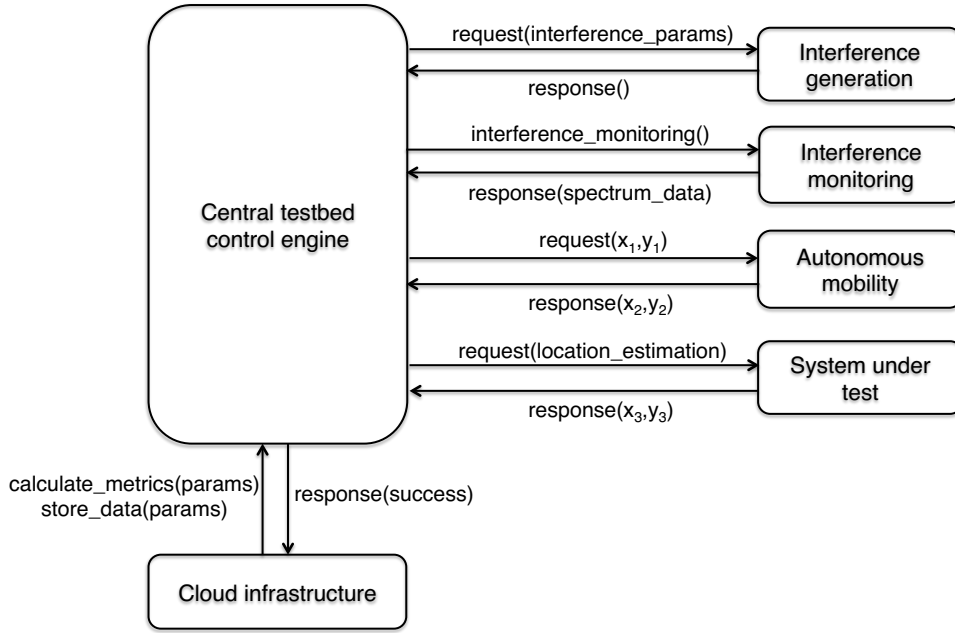 request(interference_params)
Interference
generation
response()
interference_monitoring()
Interference
monitoring
response(spectrum_data)
Central testbed
control engine
request(x₁,y₁)
Autonomous
mobility
response(x₂,y₂)
request(location_estimation)
System under
test
response(x₃,y₃)
calculate_metrics(params)
store_data(params)
response(success)
Cloud infrastructure